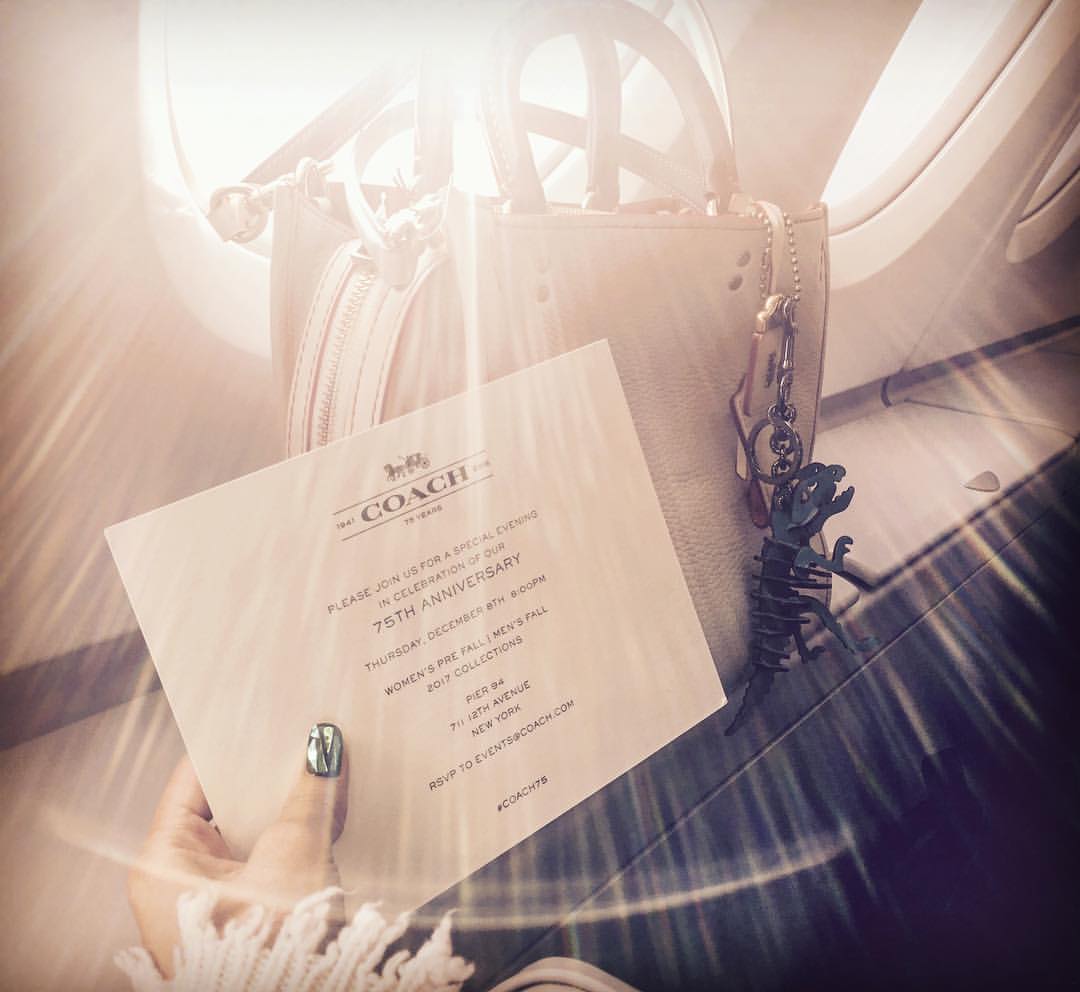 1941 COACH
75 YEARS
PLEASE JOIN US FOR A SPECIAL EVENING
IN CELEBRATION OF OUR
75TH ANNIVERSARY
THURSDAY, DECEMBER 8TH 8:00PM
WOMEN'S PRE FALL | MEN'S FALL
2017 COLLECTIONS
PIER 94
711 12TH AVENUE
NEW YORK
RSVP TO EVENTS@COACH.COM
#COACH75